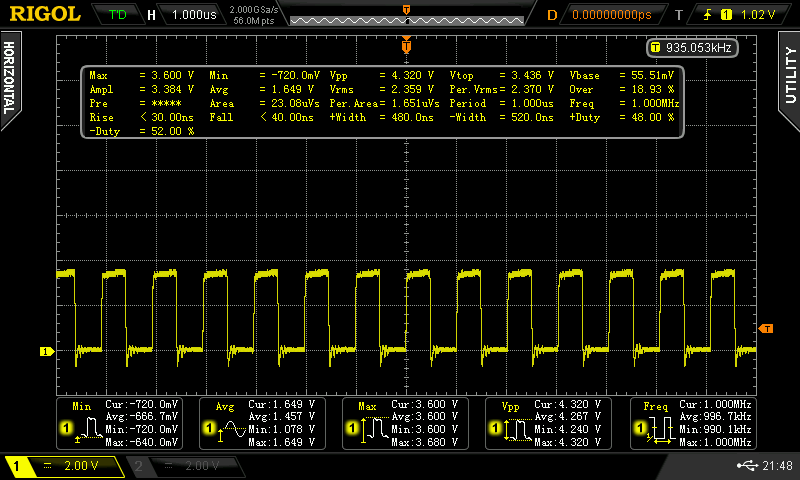 RIGOL T'D H 1.000us 2.000GSa/s 56.0M pts D 0.00000000ps T 1 1.02 V
HORIZONTAL
UTILITY
T
T 935.053kHz
Max = 3.600 V Min = -720.0mV Vpp = 4.320 V Vtop = 3.436 V Vbase = 55.51mV
Ampl = 3.384 V Avg = 1.649 V Vrms = 2.359 V Per.Vrms= 2.370 V Over = 18.93 %
Pre = ***** Area = 23.08uVs Per.Area= 1.651uVs Period = 1.000us Freq = 1.000MHz
Rise < 30.00ns Fall < 40.00ns +Width = 480.0ns -Width = 520.0ns +Duty = 48.00 %
-Duty = 52.00 %
T
1
Min Cur:-720.0mV
Avg:-666.7mV
1 Min:-720.0mV
Max:-640.0mV
Avg Cur:1.649 V
Avg:1.457 V
1 Min:1.078 V
Max:1.649 V
Max Cur:3.600 V
Avg:3.600 V
1 Min:3.600 V
Max:3.680 V
Vpp Cur:4.320 V
Avg:4.267 V
1 Min:4.240 V
Max:4.320 V
Freq Cur:1.000MHz
Avg:996.7kHz
1 Min:990.1kHz
Max:1.000MHz
1 = 2.00 V 2 = 2.00 V 21:48